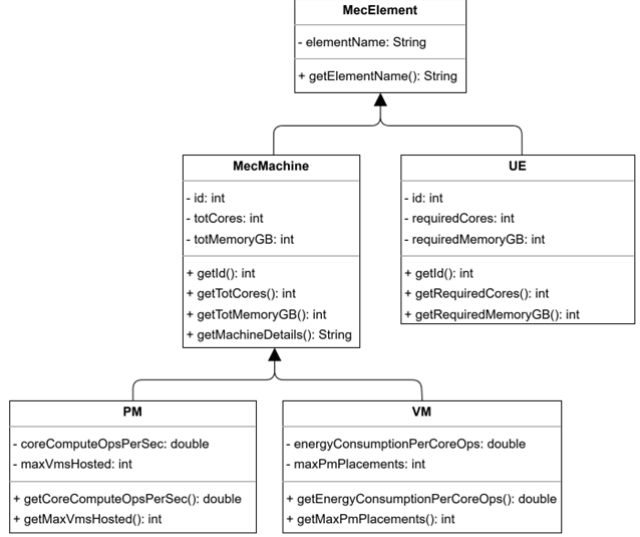 MecElement
- elementName: String
+ getElementName(): String
MecMachine
- id: int
- totCores: int
- totMemoryGB: int
+ getId(): int
+ getTotCores(): int
+ getTotMemoryGB(): int
+ getMachineDetails(): String
UE
- id: int
- requiredCores: int
- requiredMemoryGB: int
+ getId(): int
+ getRequiredCores(): int
+ getRequiredMemoryGB(): int
PM
- coreComputeOpsPerSec: double
- maxVmsHosted: int
+ getCoreComputeOpsPerSec(): double
+ getMaxVmsHosted(): int
VM
- energyConsumptionPerCoreOps: double
- maxPmPlacements: int
+ getEnergyConsumptionPerCoreOps(): double
+ getMaxPmPlacements(): int